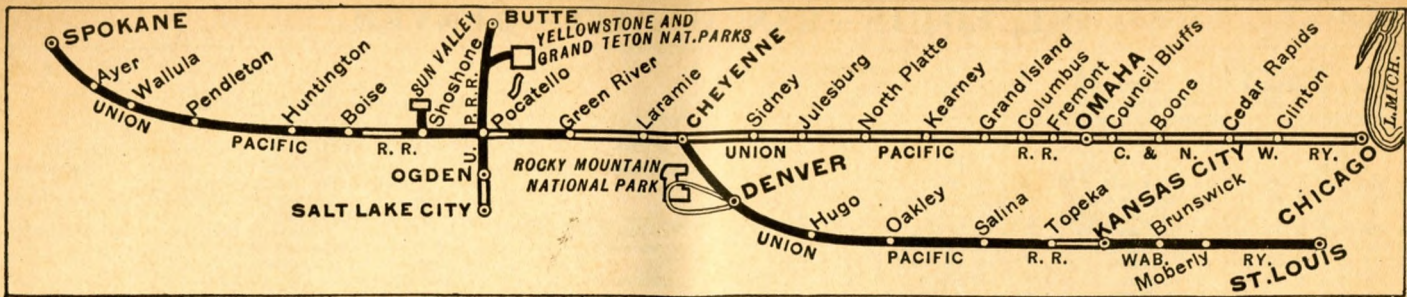 SPOKANE
Ayer
Wallula
Pendleton
Huntington
Boise
SUN VALLEY
Shoshone
BUTTE
YELLOWSTONE AND
GRAND TETON NAT. PARKS
Pocatello
Green River
Laramie
CHEYENNE
Sidney
Julesburg
North Platte
Kearney
Grand Island
Columbus
Fremont
OMAHA
Council Bluffs
Boone
Cedar Rapids
Clinton
CHICAGO
L. MICH.
UNION
PACIFIC
R. R.
U. P. R. R.
UNION
PACIFIC
R. R.
C. & N. W. RY.
OGDEN
SALT LAKE CITY
ROCKY MOUNTAIN
NATIONAL PARK
DENVER
Hugo
Oakley
Salina
Topeka
KANSAS CITY
Brunswick
Moberly
ST. LOUIS
UNION
PACIFIC
R. R.
WAB. RY.